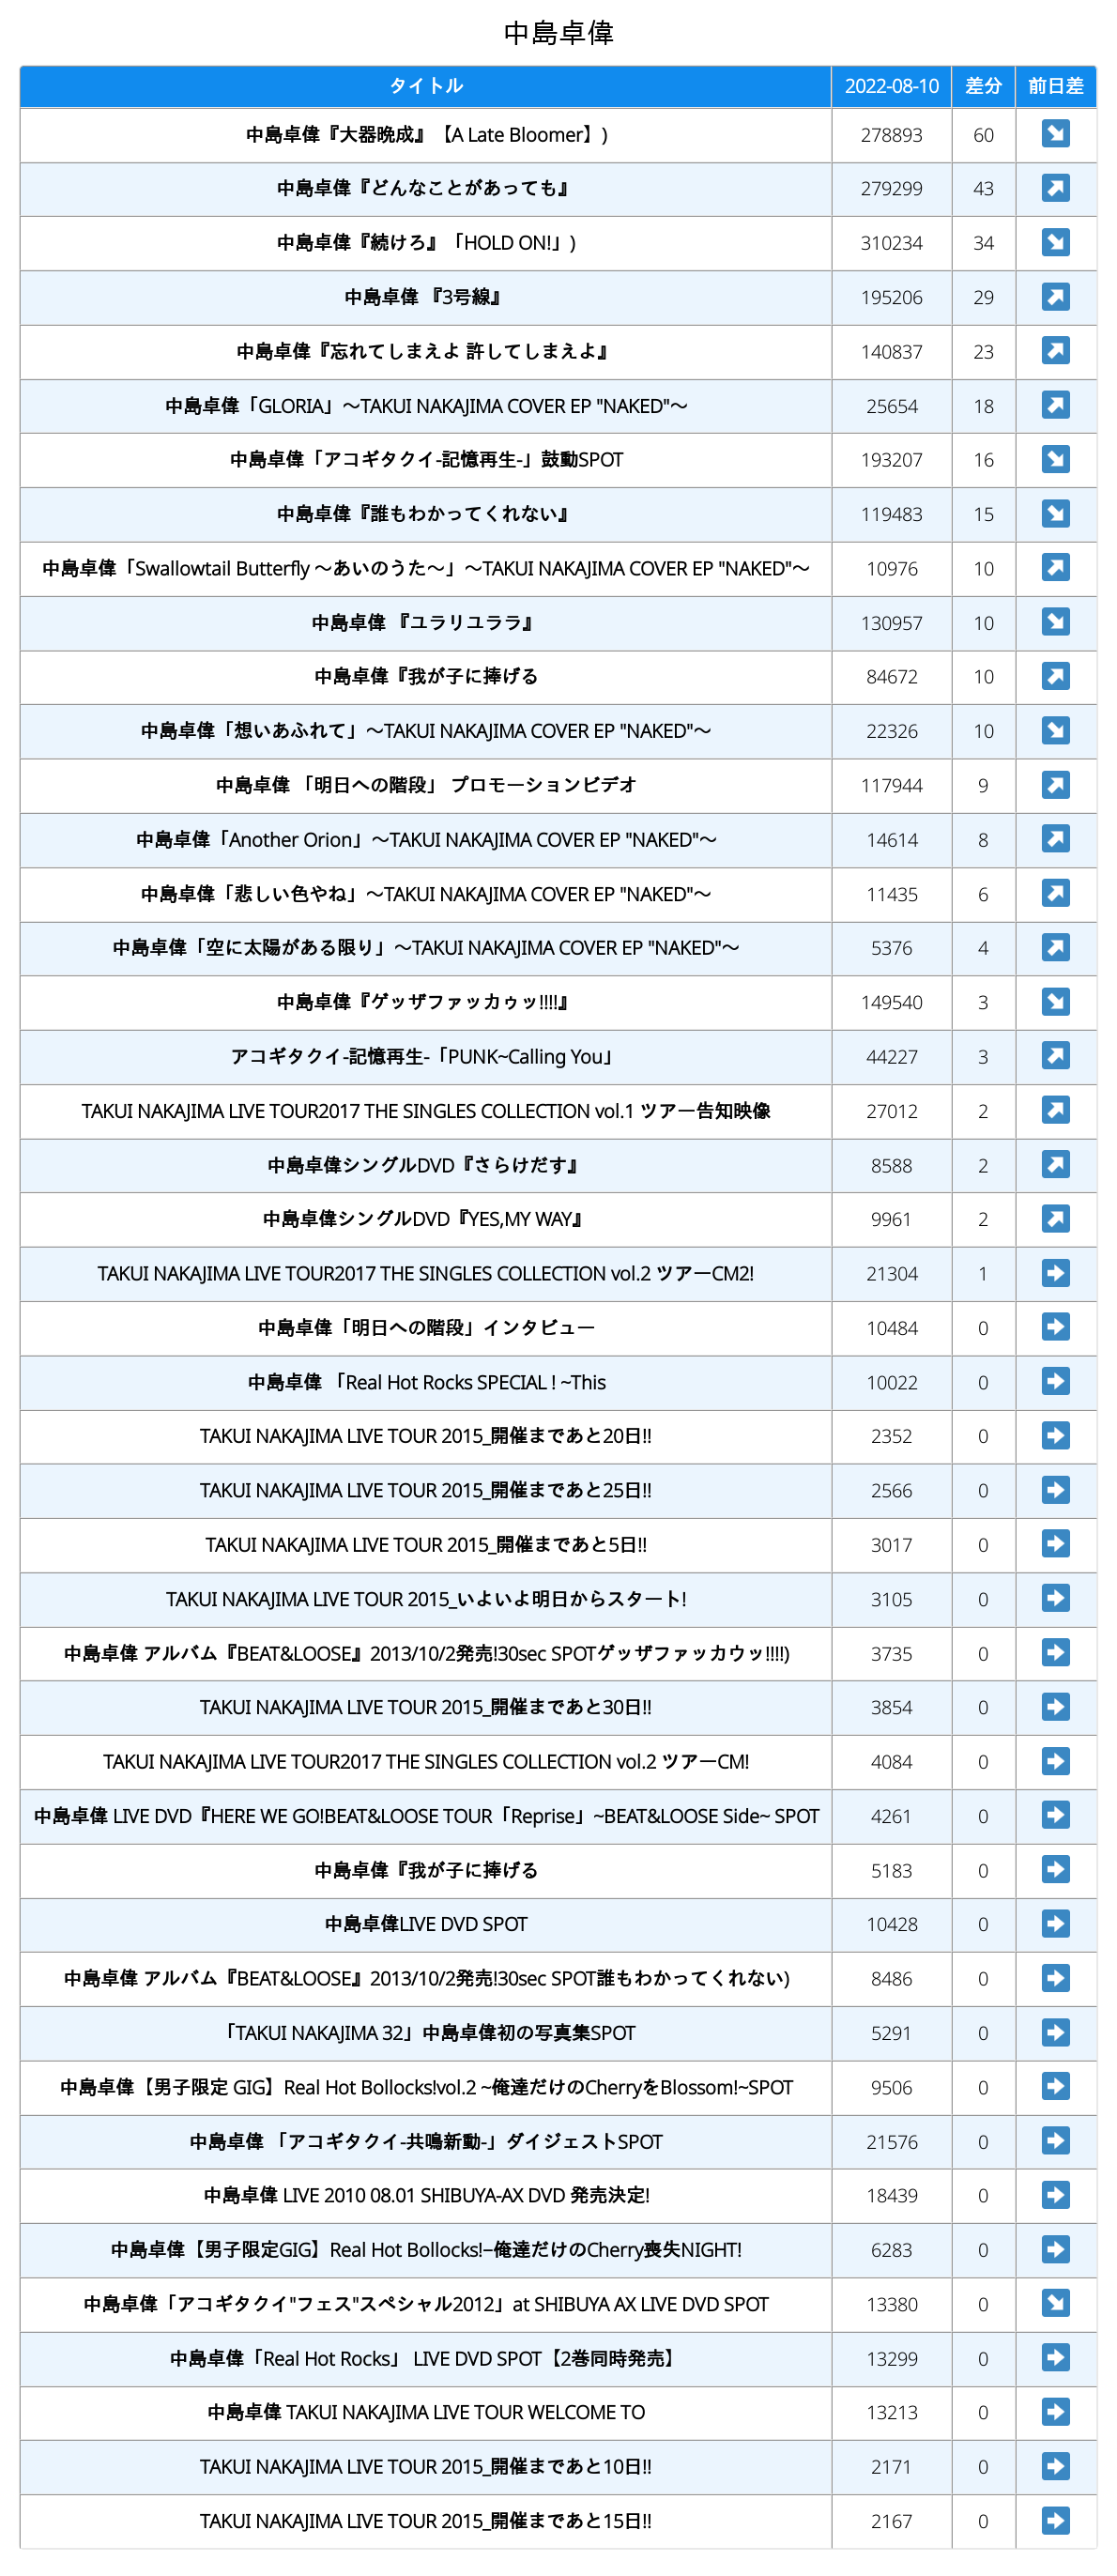 中島卓偉
タイトル 2022-08-10 差分 前日差
中島卓偉『大器晩成』【A Late Bloomer】) 278893 60 ↘
中島卓偉『どんなことがあっても』 279299 43 ↗
中島卓偉『続けろ』「HOLD ON!」) 310234 34 ↘
中島卓偉 『3号線』 195206 29 ↗
中島卓偉『忘れてしまえよ 許してしまえよ』 140837 23 ↗
中島卓偉「GLORIA」〜TAKUI NAKAJIMA COVER EP "NAKED"〜 25654 18 ↗
中島卓偉「アコギタクイ-記憶再生-」鼓動SPOT 193207 16 ↘
中島卓偉『誰もわかってくれない』 119483 15 ↘
中島卓偉「Swallowtail Butterfly 〜あいのうた〜」〜TAKUI NAKAJIMA COVER EP "NAKED"〜 10976 10 ↗
中島卓偉 『ユラリユララ』 130957 10 ↘
中島卓偉『我が子に捧げる 84672 10 ↗
中島卓偉「想いあふれて」〜TAKUI NAKAJIMA COVER EP "NAKED"〜 22326 10 ↘
中島卓偉 「明日への階段」 プロモーションビデオ 117944 9 ↗
中島卓偉「Another Orion」〜TAKUI NAKAJIMA COVER EP "NAKED"〜 14614 8 ↗
中島卓偉「悲しい色やね」〜TAKUI NAKAJIMA COVER EP "NAKED"〜 11435 6 ↗
中島卓偉「空に太陽がある限り」〜TAKUI NAKAJIMA COVER EP "NAKED"〜 5376 4 ↗
中島卓偉『ゲッザファッカゥッ!!!!』 149540 3 ↘
アコギタクイ-記憶再生-「PUNK~Calling You」 44227 3 ↗
TAKUI NAKAJIMA LIVE TOUR2017 THE SINGLES COLLECTION vol.1 ツアー告知映像 27012 2 ↗
中島卓偉シングルDVD『さらけだす』 8588 2 ↗
中島卓偉シングルDVD『YES,MY WAY』 9961 2 ↗
TAKUI NAKAJIMA LIVE TOUR2017 THE SINGLES COLLECTION vol.2 ツアーCM2! 21304 1 ➡
中島卓偉「明日への階段」インタビュー 10484 0 ➡
中島卓偉 「Real Hot Rocks SPECIAL ! ~This 10022 0 ➡
TAKUI NAKAJIMA LIVE TOUR 2015_開催まであと20日!! 2352 0 ➡
TAKUI NAKAJIMA LIVE TOUR 2015_開催まであと25日!! 2566 0 ➡
TAKUI NAKAJIMA LIVE TOUR 2015_開催まであと5日!! 3017 0 ➡
TAKUI NAKAJIMA LIVE TOUR 2015_いよいよ明日からスタート! 3105 0 ➡
中島卓偉 アルバム『BEAT&LOOSE』2013/10/2発売!30sec SPOTゲッザファッカウッ!!!!) 3735 0 ➡
TAKUI NAKAJIMA LIVE TOUR 2015_開催まであと30日!! 3854 0 ➡
TAKUI NAKAJIMA LIVE TOUR2017 THE SINGLES COLLECTION vol.2 ツアーCM! 4084 0 ➡
中島卓偉 LIVE DVD『HERE WE GO!BEAT&LOOSE TOUR「Reprise」~BEAT&LOOSE Side~ SPOT 4261 0 ➡
中島卓偉『我が子に捧げる 5183 0 ➡
中島卓偉LIVE DVD SPOT 10428 0 ➡
中島卓偉 アルバム『BEAT&LOOSE』2013/10/2発売!30sec SPOT誰もわかってくれない) 8486 0 ➡
「TAKUI NAKAJIMA 32」中島卓偉初の写真集SPOT 5291 0 ➡
中島卓偉【男子限定 GIG】Real Hot Bollocks!vol.2 ~俺達だけのCherryをBlossom!~SPOT 9506 0 ➡
中島卓偉 「アコギタクイ-共鳴新動-」ダイジェストSPOT 21576 0 ➡
中島卓偉 LIVE 2010 08.01 SHIBUYA-AX DVD 発売決定! 18439 0 ➡
中島卓偉【男子限定GIG】Real Hot Bollocks!−俺達だけのCherry喪失NIGHT! 6283 0 ➡
中島卓偉「アコギタクイ"フェス"スペシャル2012」at SHIBUYA AX LIVE DVD SPOT 13380 0 ↘
中島卓偉「Real Hot Rocks」 LIVE DVD SPOT【2巻同時発売】 13299 0 ➡
中島卓偉 TAKUI NAKAJIMA LIVE TOUR WELCOME TO 13213 0 ➡
TAKUI NAKAJIMA LIVE TOUR 2015_開催まであと10日!! 2171 0 ➡
TAKUI NAKAJIMA LIVE TOUR 2015_開催まであと15日!! 2167 0 ➡